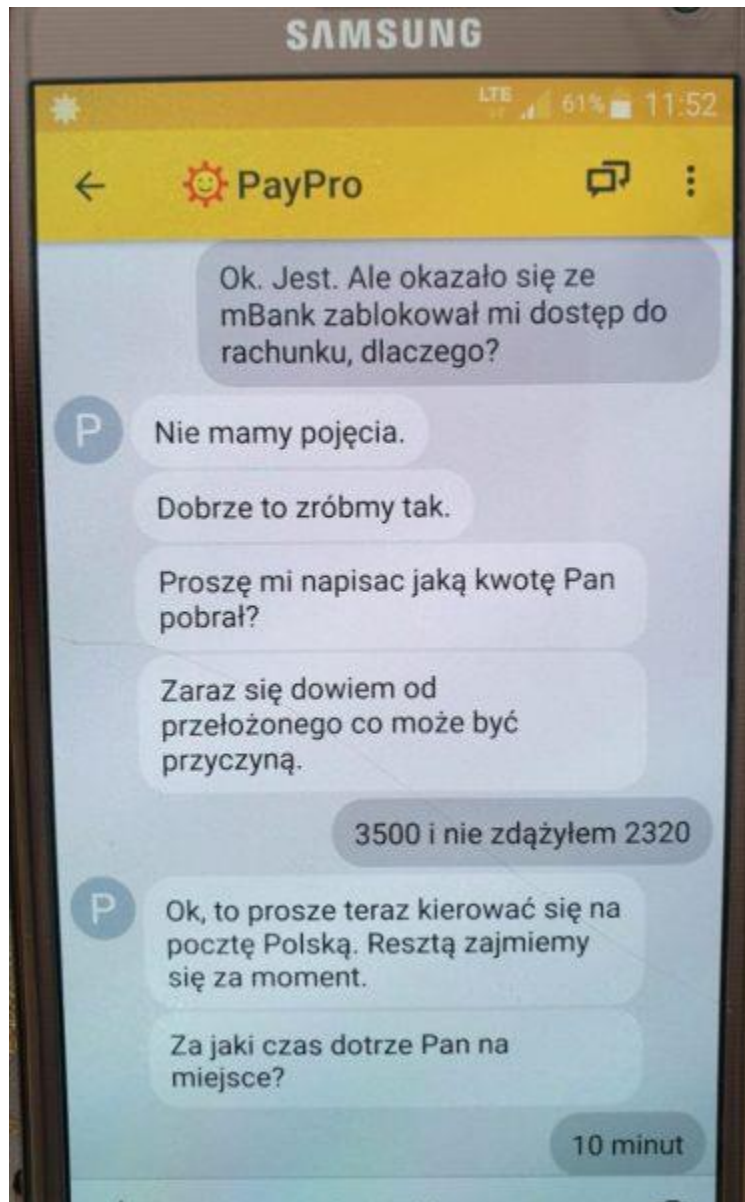 SAMSUNG
LTE 61% 11:52
PayPro
Ok. Jest. Ale okazało się ze
mBank zablokował mi dostęp do
rachunku, dlaczego?
P
Nie mamy pojęcia.
Dobrze to zróbmy tak.
Proszę mi napisac jaką kwotę Pan
pobrał?
Zaraz się dowiem od
przełożonego co może być
przyczyną.
3500 i nie zdążyłem 2320
P
Ok, to prosze teraz kierować się na
pocztę Polską. Resztą zajmiemy
się za moment.
Za jaki czas dotrze Pan na
miejsce?
10 minut